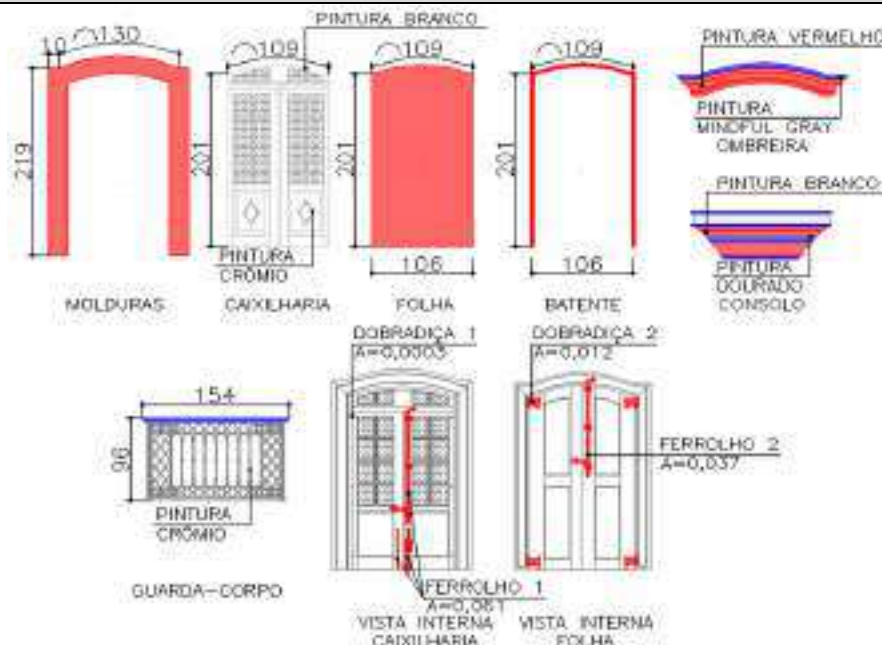 PINTURA BRANCO
10 130
109
109
109
PINTURA VERMELHO
219
201
201
201
PINTURA
MINDFUL GRAY
OMBREIRA
PINTURA BRANCO
PINTURA
CRÔMIO
106
106
PINTURA
DOURADO
CONSOLO
MOLDURAS
CAIXILHARIA
FOLHA
BATENTE
DOBRADIÇA 1
A=0,0003
DOBRADIÇA 2
A=0,012
154
96
PINTURA
CRÔMIO
FERROLHO 2
A=0,037
GUARDA-CORPO
FERROLHO 1
A=0,061
VISTA INTERNA
CAIXILHARIA
VISTA INTERNA
FOLHA